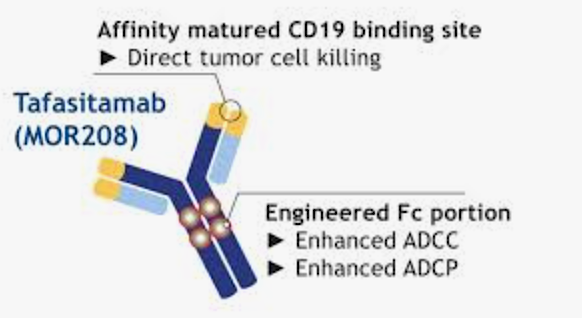 Affinity matured CD19 binding site
► Direct tumor cell killing
Tafasitamab
(MOR208)
Engineered Fc portion
► Enhanced ADCC
► Enhanced ADCP